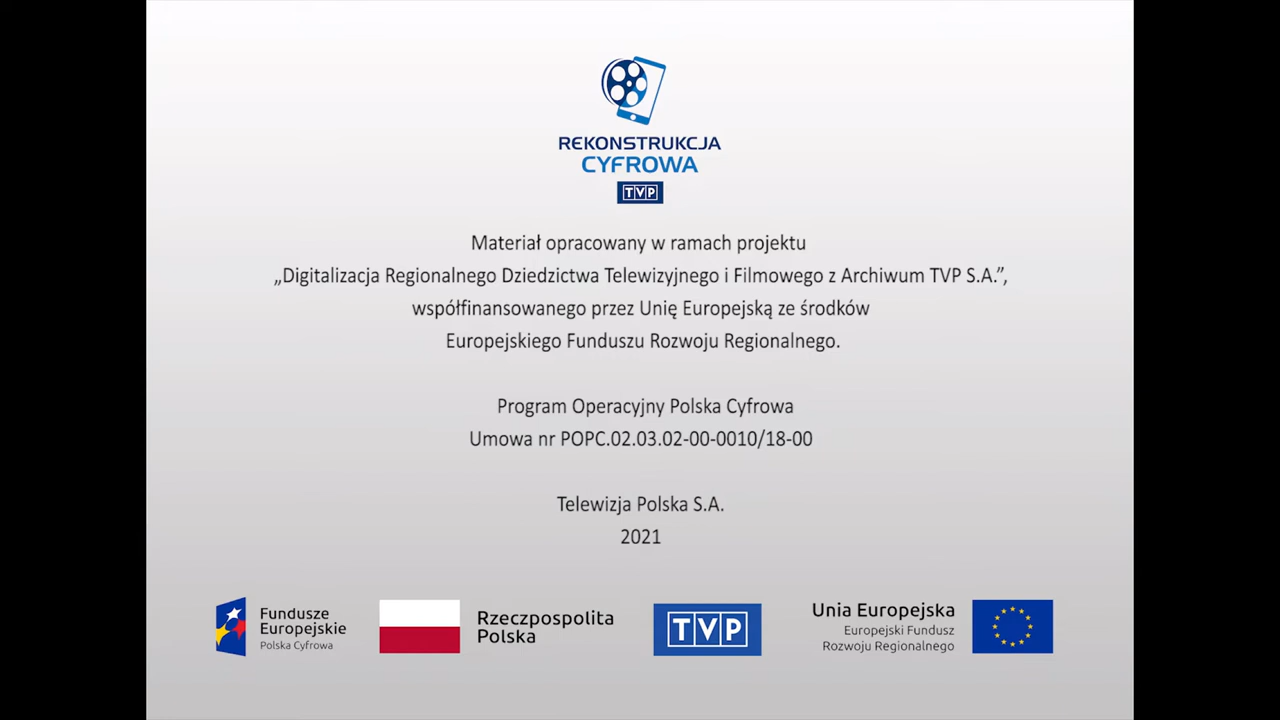 REKONSTRUKCJA
CYFROWA
TVP
Materiał opracowany w ramach projektu
„Digitalizacja Regionalnego Dziedzictwa Telewizyjnego i Filmowego z Archiwum TVP S.A.”,
współfinansowanego przez Unię Europejską ze środków
Europejskiego Funduszu Rozwoju Regionalnego.
Program Operacyjny Polska Cyfrowa
Umowa nr POPC.02.03.02-00-0010/18-00
Telewizja Polska S.A.
2021
Fundusze
Europejskie
Polska Cyfrowa
Rzeczpospolita
Polska
TVP
Unia Europejska
Europejski Fundusz
Rozwoju Regionalnego